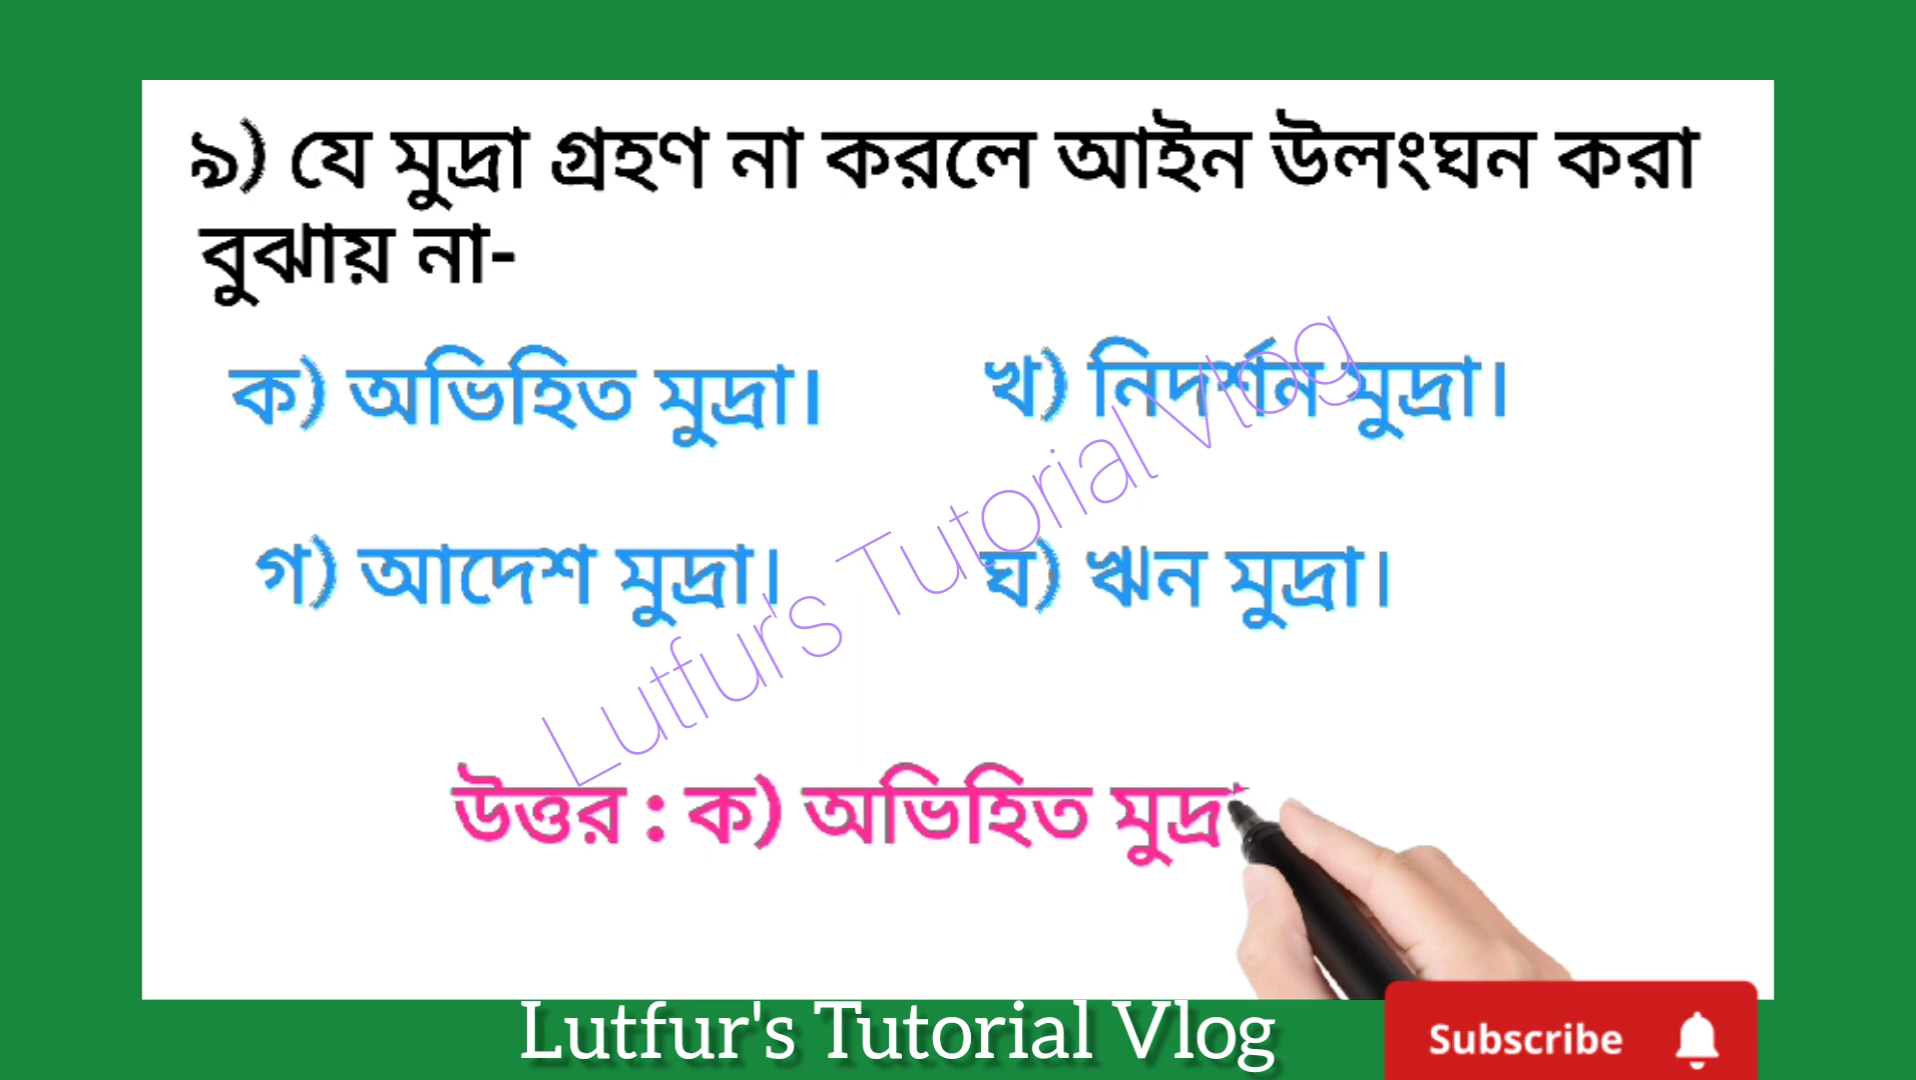 ৯) যে মুদ্রা গ্রহণ না করলে আইন উলংঘন করা
বুঝায় না-
ক) অভিহিত মুদ্রা। খ) নিদর্শন মুদ্রা।
গ) আদেশ মুদ্রা। ঘ) ঋন মুদ্রা।
Lutfur's Tutorial Vlog
উত্তর : ক) অভিহিত মুদ্র
Lutfur's Tutorial Vlog
Subscribe